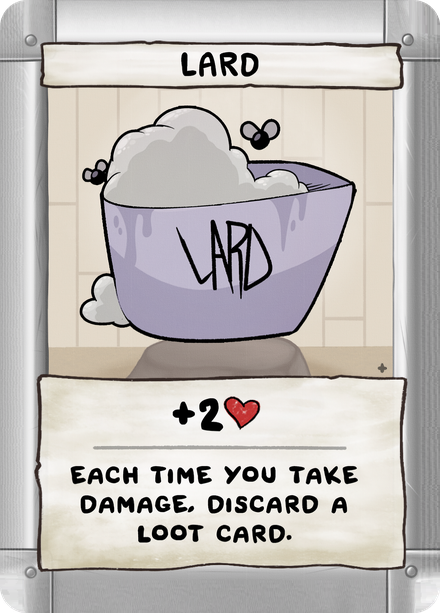 LARD
LARD
+2❤
EACH TIME YOU TAKE
DAMAGE, DISCARD A
LOOT CARD.